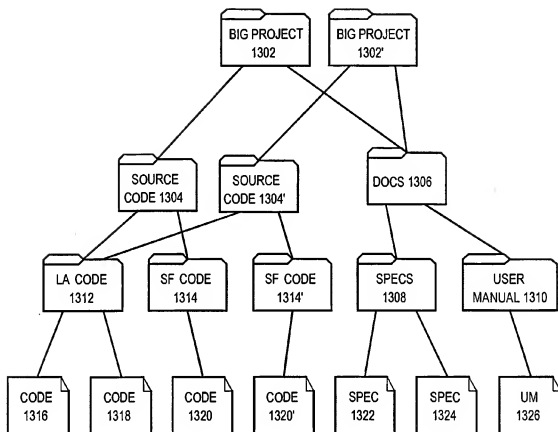 BIG PROJECT
1302
BIG PROJECT
1302'
SOURCE
CODE 1304
SOURCE
CODE 1304'
DOCS 1306
LA CODE
1312
SF CODE
1314
SF CODE
1314'
SPECS
1308
USER
MANUAL 1310
CODE
1316
CODE
1318
CODE
1320
CODE
1320'
SPEC
1322
SPEC
1324
UM
1326